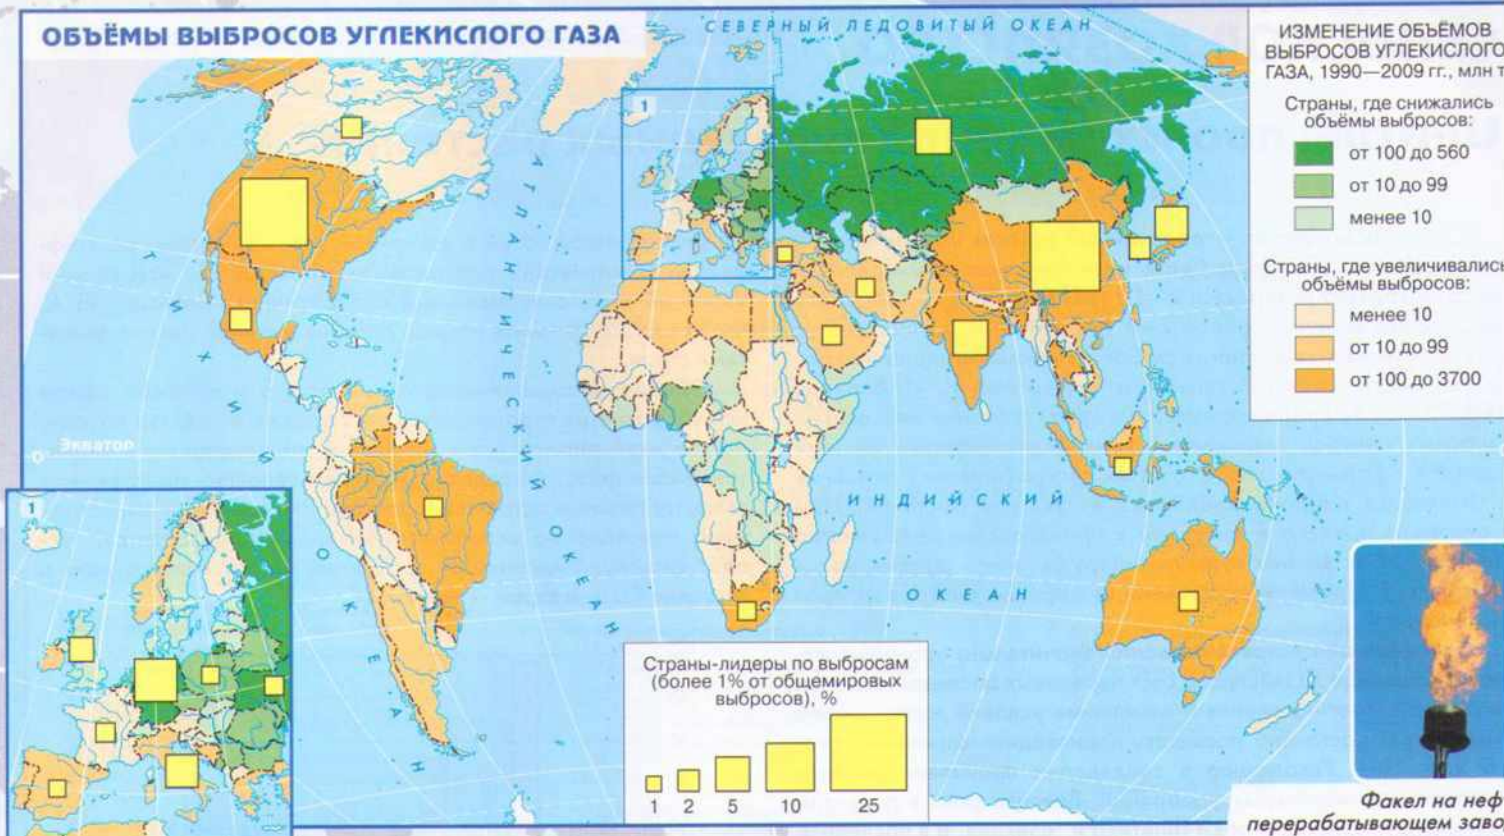 ОБЪЁМЫ ВЫБРОСОВ УГЛЕКИСЛОГО ГАЗА
СЕВЕРНЫЙ ЛЕДОВИТЫЙ ОКЕАН
ИЗМЕНЕНИЕ ОБЪЁМОВ
ВЫБРОСОВ УГЛЕКИСЛОГО
ГАЗА, 1990—2009 гг., млн т
Страны, где снижались
объёмы выбросов:
от 100 до 560
от 10 до 99
менее 10
Страны, где увеличивались
объёмы выбросов:
менее 10
от 10 до 99
от 100 до 3700
1
АТЛАНТИЧЕСКИЙ ОКЕАН
ТИХИЙ ОКЕАН
0° Экватор
ИНДИЙСКИЙ
ОКЕАН
1
Страны-лидеры по выбросам
(более 1% от общемировых
выбросов), %
1 2 5 10 25
Факел на неф
перерабатывающем заво